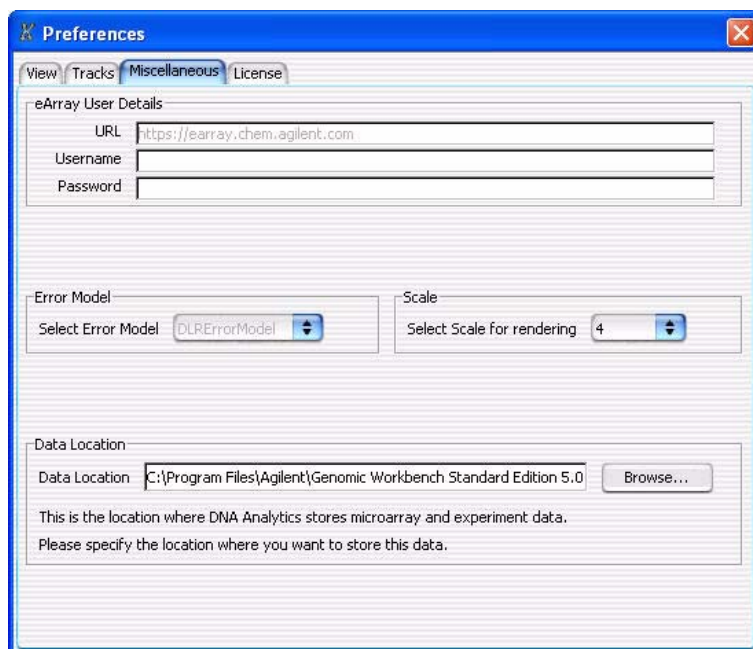 Preferences
View Tracks Miscellaneous License
eArray User Details
URL https://earray.chem.agilent.com
Username
Password
Error Model
Select Error Model DLRErrorModel
Scale
Select Scale for rendering 4
Data Location
Data Location C:\Program Files\Agilent\Genomic Workbench Standard Edition 5.0 Browse...
This is the location where DNA Analytics stores microarray and experiment data.
Please specify the location where you want to store this data.